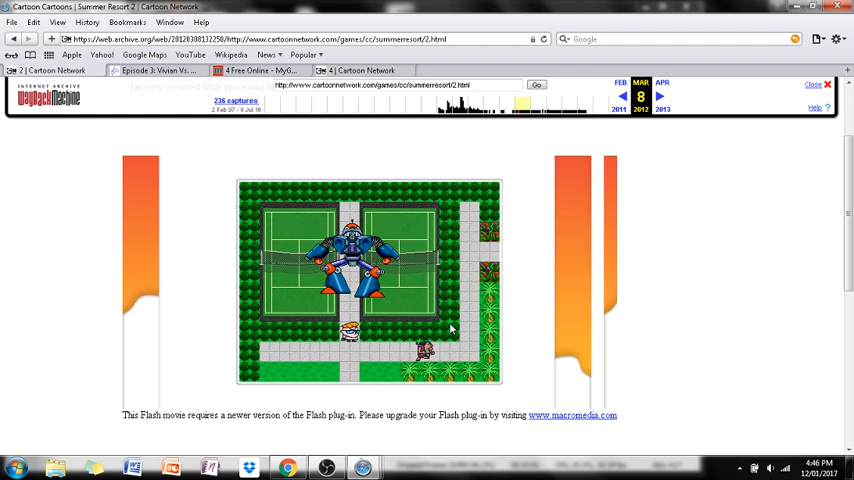 Cartoon Cartoons | Summer Resort 2 | Cartoon Network
File Edit View History Bookmarks Window Help
https://web.archive.org/web/20120308132250/http://www.cartoonnetwork.com/games/cc/summerresort/2.html
Google
Apple Yahoo! Google Maps YouTube Wikipedia News Popular
2 | Cartoon Network
Episode 3: Vivian Vs. ...
4 Free Online - MyG...
4 | Cartoon Network
INTERNET ARCHIVE
WayBackMachine
http://www.cartoonnetwork.com/games/cc/summerresort/2.html
Go
FEB MAR APR
Close
236 captures
8
2 Feb 07 - 9 Jul 16
2011 2012 2013
Help
This Flash movie requires a newer version of the Flash plug-in. Please upgrade your Flash plug-in by visiting www.macromedia.com
4:46 PM
12/01/2017